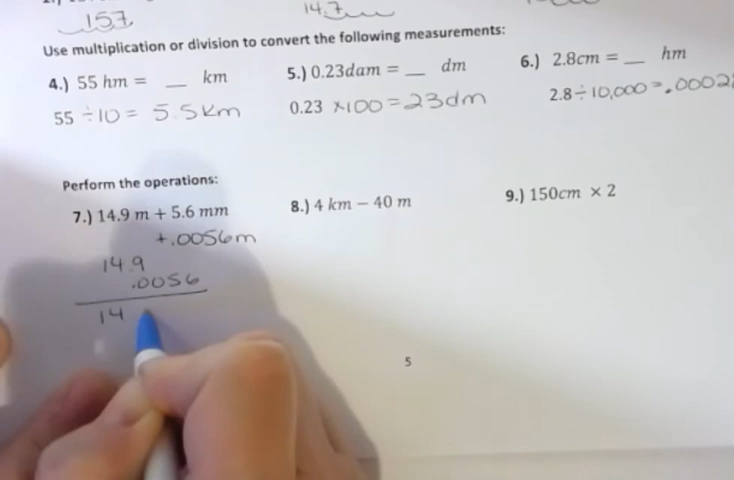 157
14.7
Use multiplication or division to convert the following measurements:
4.) 55 hm = __ km
5.) 0.23dam = __ dm
6.) 2.8cm = __ hm
55 ÷10 = 5.5km
0.23 ×100 = 23dm
2.8÷10,000 = .0002
Perform the operations:
7.) 14.9 m + 5.6 mm
8.) 4 km − 40 m
9.) 150cm × 2
+.0056m
14.9
.0056
14
5